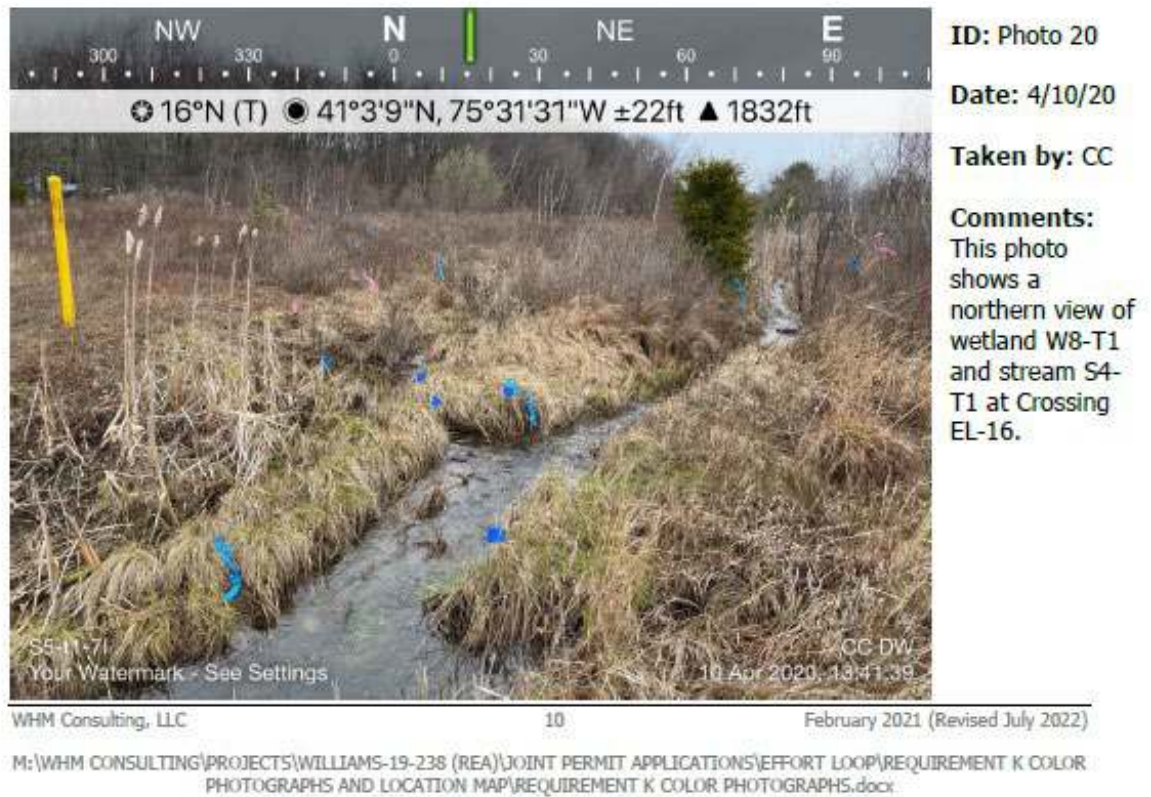 NW N NE E
300 330 0 30 60 90
16°N (T) 41°3'9"N, 75°31'31"W ±22ft ▲ 1832ft
ID: Photo 20
Date: 4/10/20
Taken by: CC
Comments:
This photo
shows a
northern view of
wetland W8-T1
and stream S4-
T1 at Crossing
EL-16.
CC DW
Your Watermark - See Settings
10 Apr 2020, 13:41:39
WHM Consulting, LLC
10
February 2021 (Revised July 2022)
M:\WHM CONSULTING\PROJECTS\WILLIAMS-19-238 (REA)\JOINT PERMIT APPLICATIONS\EFFORT LOOP\REQUIREMENT K COLOR
PHOTOGRAPHS AND LOCATION MAP\REQUIREMENT K COLOR PHOTOGRAPHS.docx